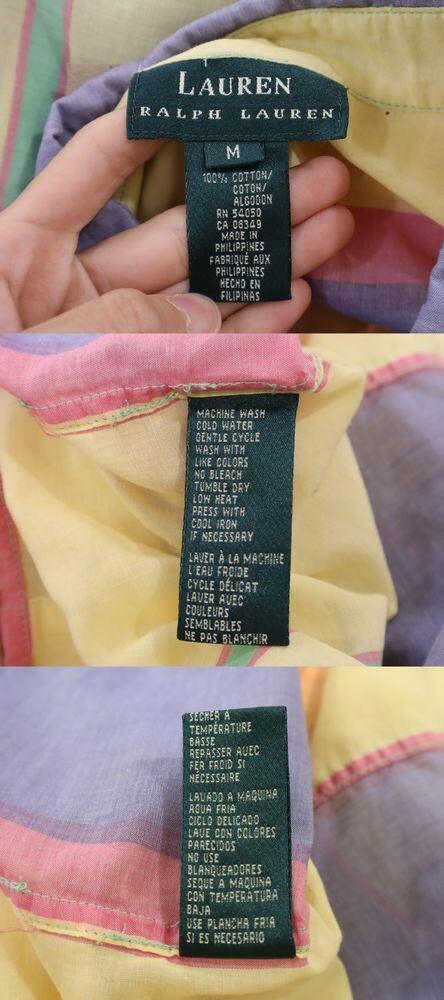 LAUREN
RALPH LAUREN
M
100% COTTON/
COTON/
ALGODON
RN 54050
CA 08349
MADE IN
PHILIPPINES
FABRIQUÉ AUX
PHILIPPINES
HECHO EN
FILIPINAS
MACHINE WASH
COLD WATER
GENTLE CYCLE
WASH WITH
LIKE COLORS
NO BLEACH
TUMBLE DRY
LOW HEAT
PRESS WITH
COOL IRON
IF NECESSARY
LAVER À LA MACHINE
L'EAU FROIDE
CYCLE DÉLICAT
LAVER AVEC
COULEURS
SEMBLABLES
NE PAS BLANCHIR
SÉCHER À
TEMPÉRATURE
BASSE
REPASSER AVEC
FER FROID SI
NÉCESSAIRE
LAVADO A MAQUINA
AGUA FRIA
CICLO DELICADO
LAVE CON COLORES
PARECIDOS
NO USE
BLANQUEADORES
SEQUE A MAQUINA
CON TEMPERATURA
BAJA
USE PLANCHA FRIA
SI ES NECESARIO